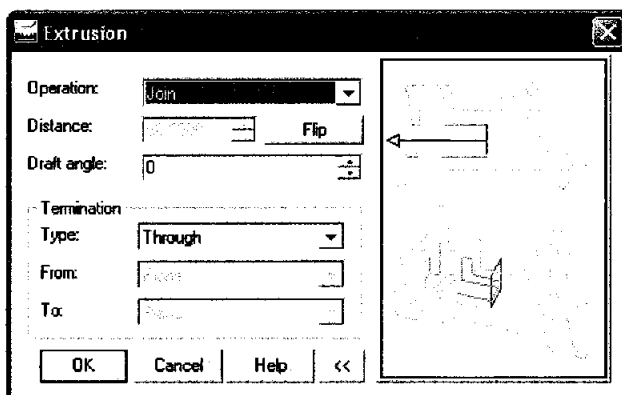 Extrusion
Operation: Join
Distance: Flip
Draft angle: 0
Termination
Type: Through
From:
To:
OK Cancel Help <<